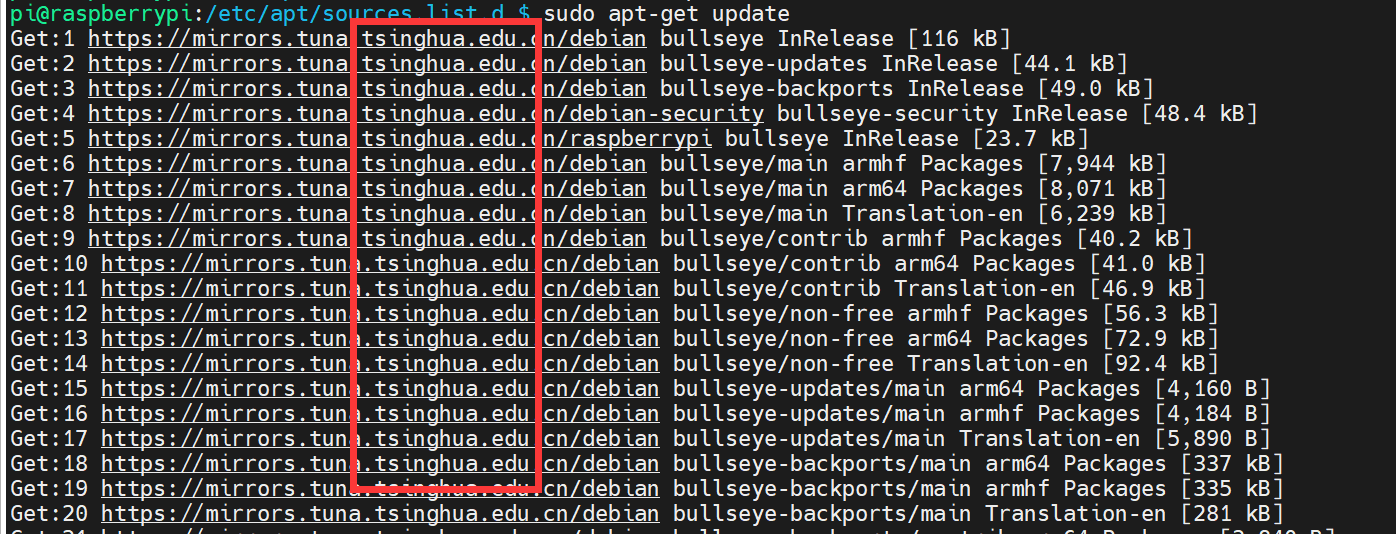 pi@raspberrypi:/etc/apt/sources.list.d $ sudo apt-get update
Get:1 https://mirrors.tuna.tsinghua.edu.cn/debian bullseye InRelease [116 kB]
Get:2 https://mirrors.tuna.tsinghua.edu.cn/debian bullseye-updates InRelease [44.1 kB]
Get:3 https://mirrors.tuna.tsinghua.edu.cn/debian bullseye-backports InRelease [49.0 kB]
Get:4 https://mirrors.tuna.tsinghua.edu.cn/debian-security bullseye-security InRelease [48.4 kB]
Get:5 https://mirrors.tuna.tsinghua.edu.cn/raspberrypi bullseye InRelease [23.7 kB]
Get:6 https://mirrors.tuna.tsinghua.edu.cn/debian bullseye/main armhf Packages [7,944 kB]
Get:7 https://mirrors.tuna.tsinghua.edu.cn/debian bullseye/main arm64 Packages [8,071 kB]
Get:8 https://mirrors.tuna.tsinghua.edu.cn/debian bullseye/main Translation-en [6,239 kB]
Get:9 https://mirrors.tuna.tsinghua.edu.cn/debian bullseye/contrib armhf Packages [40.2 kB]
Get:10 https://mirrors.tuna.tsinghua.edu.cn/debian bullseye/contrib arm64 Packages [41.0 kB]
Get:11 https://mirrors.tuna.tsinghua.edu.cn/debian bullseye/contrib Translation-en [46.9 kB]
Get:12 https://mirrors.tuna.tsinghua.edu.cn/debian bullseye/non-free armhf Packages [56.3 kB]
Get:13 https://mirrors.tuna.tsinghua.edu.cn/debian bullseye/non-free arm64 Packages [72.9 kB]
Get:14 https://mirrors.tuna.tsinghua.edu.cn/debian bullseye/non-free Translation-en [92.4 kB]
Get:15 https://mirrors.tuna.tsinghua.edu.cn/debian bullseye-updates/main arm64 Packages [4,160 B]
Get:16 https://mirrors.tuna.tsinghua.edu.cn/debian bullseye-updates/main armhf Packages [4,184 B]
Get:17 https://mirrors.tuna.tsinghua.edu.cn/debian bullseye-updates/main Translation-en [5,890 B]
Get:18 https://mirrors.tuna.tsinghua.edu.cn/debian bullseye-backports/main arm64 Packages [337 kB]
Get:19 https://mirrors.tuna.tsinghua.edu.cn/debian bullseye-backports/main armhf Packages [335 kB]
Get:20 https://mirrors.tuna.tsinghua.edu.cn/debian bullseye-backports/main Translation-en [281 kB]